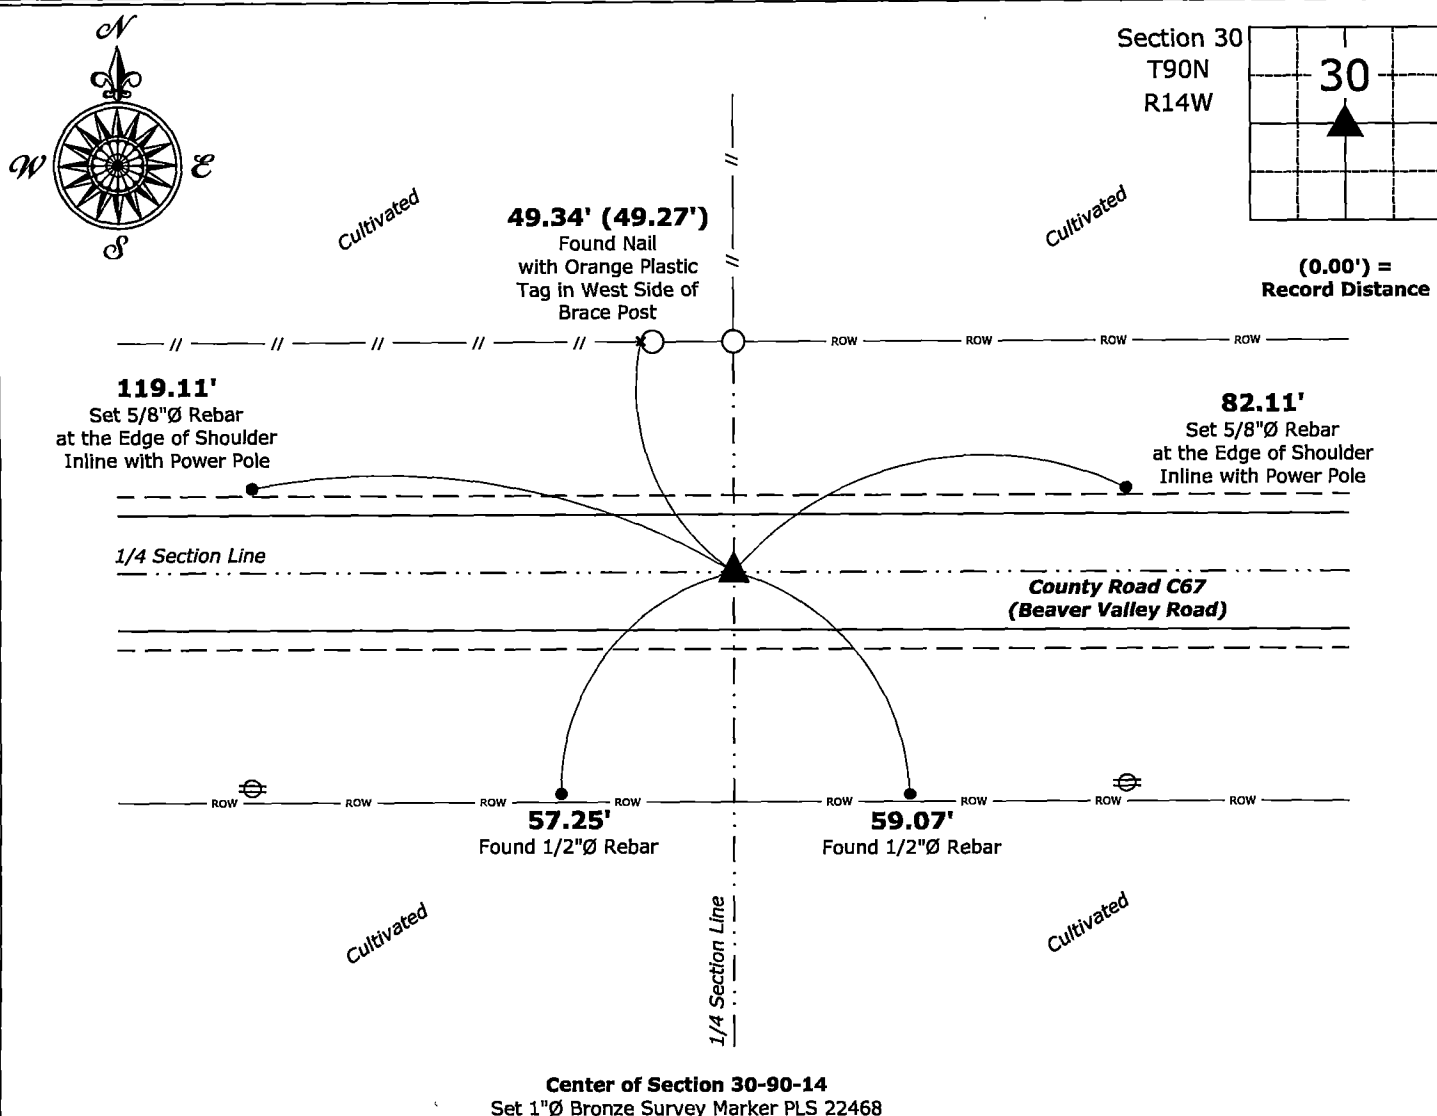 N
W
E
S
Section 30
T90N
R14W
30
(0.00') =
Record Distance
Cultivated
Cultivated
49.34' (49.27')
Found Nail
with Orange Plastic
Tag in West Side of
Brace Post
ROW ROW ROW ROW
119.11'
Set 5/8"Ø Rebar
at the Edge of Shoulder
Inline with Power Pole
82.11'
Set 5/8"Ø Rebar
at the Edge of Shoulder
Inline with Power Pole
1/4 Section Line
County Road C67
(Beaver Valley Road)
ROW ROW ROW ROW ROW ROW ROW ROW
57.25'
Found 1/2"Ø Rebar
59.07'
Found 1/2"Ø Rebar
Cultivated
Cultivated
1/4 Section Line
Center of Section 30-90-14
Set 1"Ø Bronze Survey Marker PLS 22468